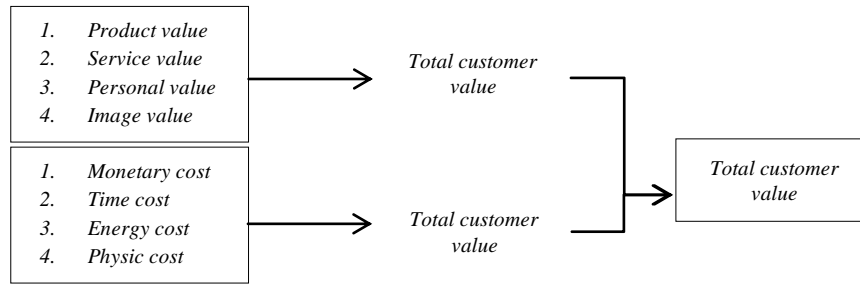 1. Product value
2. Service value
3. Personal value
4. Image value
Total customer
value
1. Monetary cost
2. Time cost
3. Energy cost
4. Physic cost
Total customer
value
Total customer
value